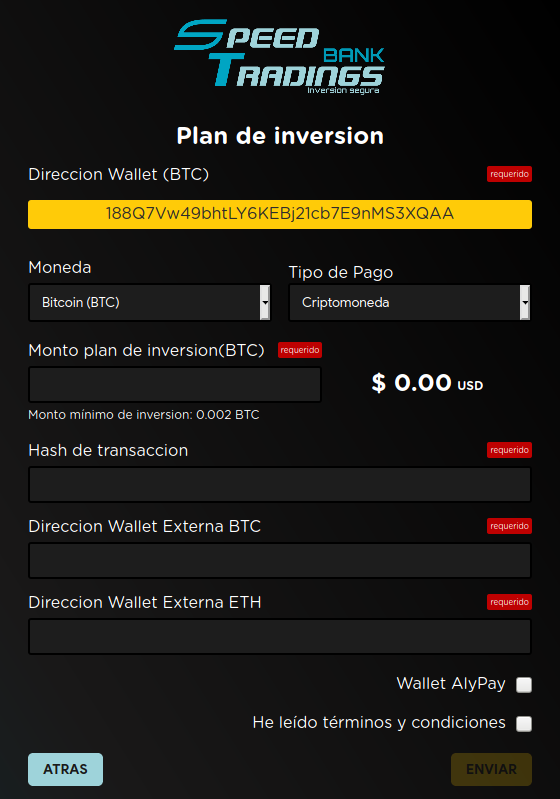 SPEED
BANK
TRADINGS
Inversion segura
Plan de inversion
Direccion Wallet (BTC) requerido
188Q7Vw49bhtLY6KEBj21cb7E9nMS3XQAA
Moneda Tipo de Pago
Bitcoin (BTC) Criptomoneda
Monto plan de inversion(BTC) requerido
$ 0.00 USD
Monto mínimo de inversion: 0.002 BTC
Hash de transaccion requerido
Direccion Wallet Externa BTC requerido
Direccion Wallet Externa ETH requerido
Wallet AlyPay
He leído términos y condiciones
ATRAS ENVIAR